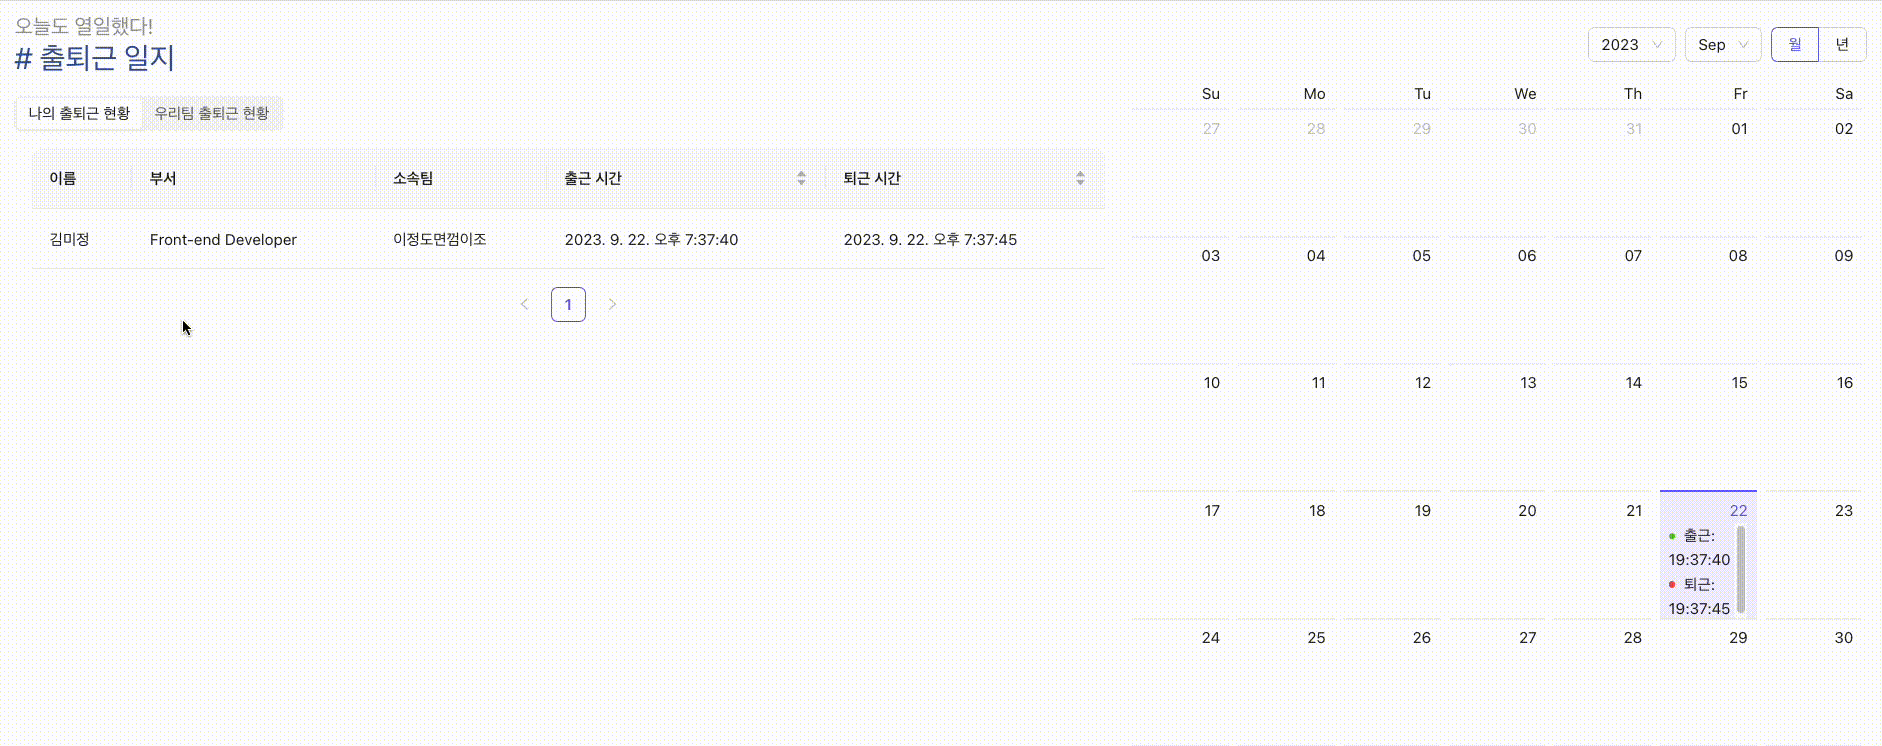 오늘도 열일했다!
# 출퇴근 일지
나의 출퇴근 현황 우리팀 출퇴근 현황
이름 부서 소속팀 출근 시간 퇴근 시간
김미정 Front-end Developer 이정도면껌이조 2023. 9. 22. 오후 7:37:40 2023. 9. 22. 오후 7:37:45
1
2023 Sep 월 년
Su Mo Tu We Th Fr Sa
27 28 29 30 31 01 02
03 04 05 06 07 08 09
10 11 12 13 14 15 16
17 18 19 20 21 22 23
출근:
19:37:40
퇴근:
19:37:45
24 25 26 27 28 29 30